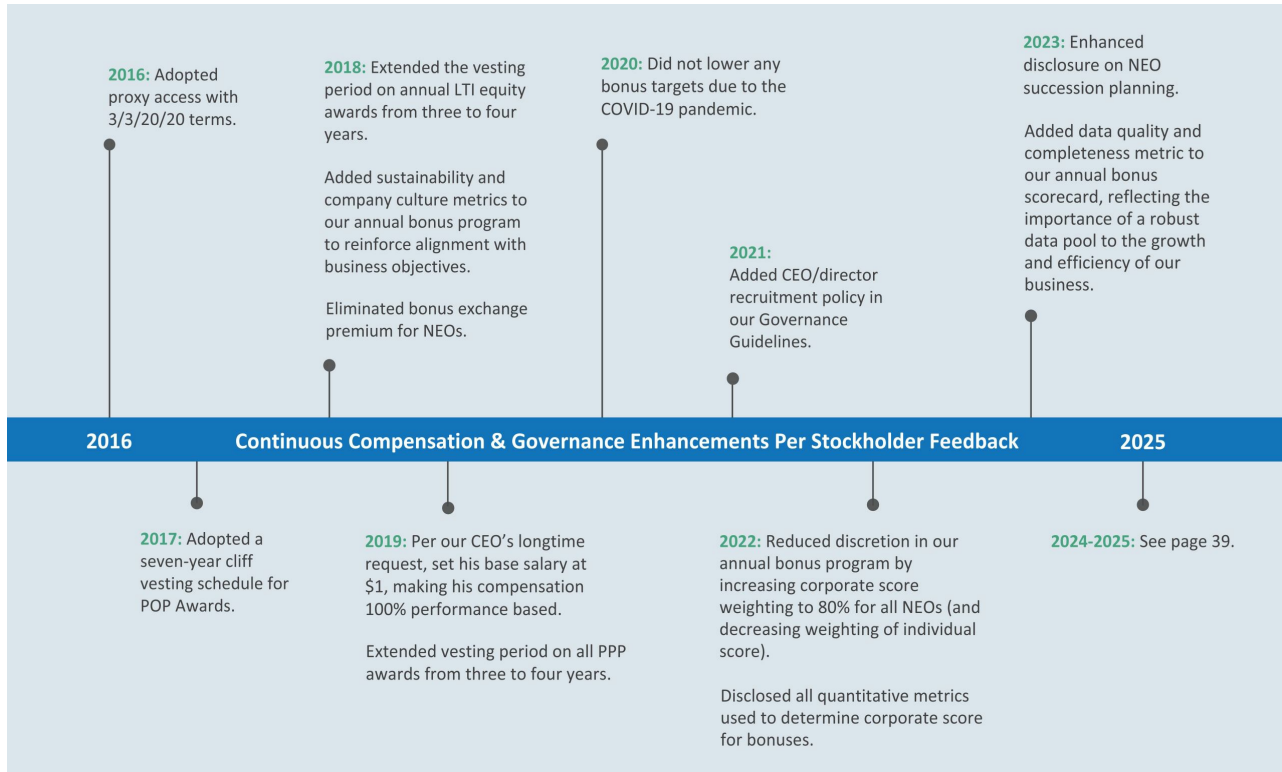 2016: Adopted
proxy access with
3/3/20/20 terms.
2018: Extended the vesting
period on annual LTI equity
awards from three to four
years.
Added sustainability and
company culture metrics to
our annual bonus program
to reinforce alignment with
business objectives.
Eliminated bonus exchange
premium for NEOs.
2020: Did not lower any
bonus targets due to the
COVID-19 pandemic.
2021:
Added CEO/director
recruitment policy in
our Governance
Guidelines.
2023: Enhanced
disclosure on NEO
succession planning.
Added data quality and
completeness metric to
our annual bonus
scorecard, reflecting the
importance of a robust
data pool to the growth
and efficiency of our
business.
2016 Continuous Compensation & Governance Enhancements Per Stockholder Feedback 2025
2017: Adopted a
seven-year cliff
vesting schedule for
POP Awards.
2019: Per our CEO’s longtime
request, set his base salary at
$1, making his compensation
100% performance based.
Extended vesting period on all PPP
awards from three to four years.
2022: Reduced discretion in our
annual bonus program by
increasing corporate score
weighting to 80% for all NEOs (and
decreasing weighting of individual
score).
Disclosed all quantitative metrics
used to determine corporate score
for bonuses.
2024-2025: See page 39.